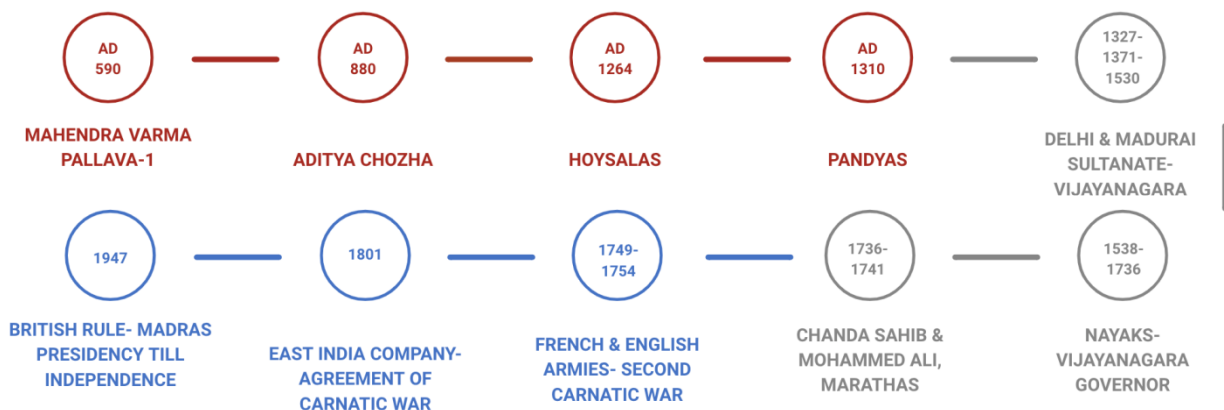 AD
590
AD
880
AD
1264
AD
1310
1327-
1371-
1530
MAHENDRA VARMA
PALLAVA-1
ADITYA CHOZHA
HOYSALAS
PANDYAS
DELHI & MADURAI
SULTANATE-
VIJAYANAGARA
1947
1801
1749-
1754
1736-
1741
1538-
1736
BRITISH RULE- MADRAS
PRESIDENCY TILL
INDEPENDENCE
EAST INDIA COMPANY-
AGREEMENT OF
CARNATIC WAR
FRENCH & ENGLISH
ARMIES- SECOND
CARNATIC WAR
CHANDA SAHIB &
MOHAMMED ALI,
MARATHAS
NAYAKS-
VIJAYANAGARA
GOVERNOR